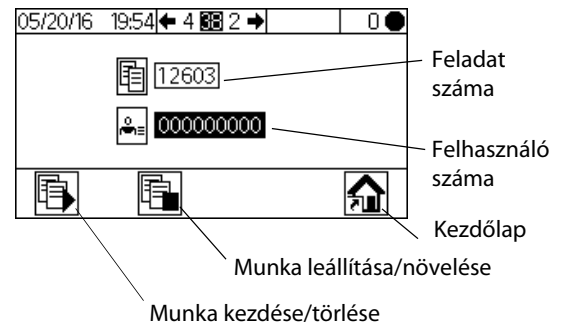 05/20/16 19:54 ← 4 38 2 → 0
12603
Feladat
száma
000000000
Felhasználó
száma
Kezdőlap
Munka leállítása/növelése
Munka kezdése/törlése